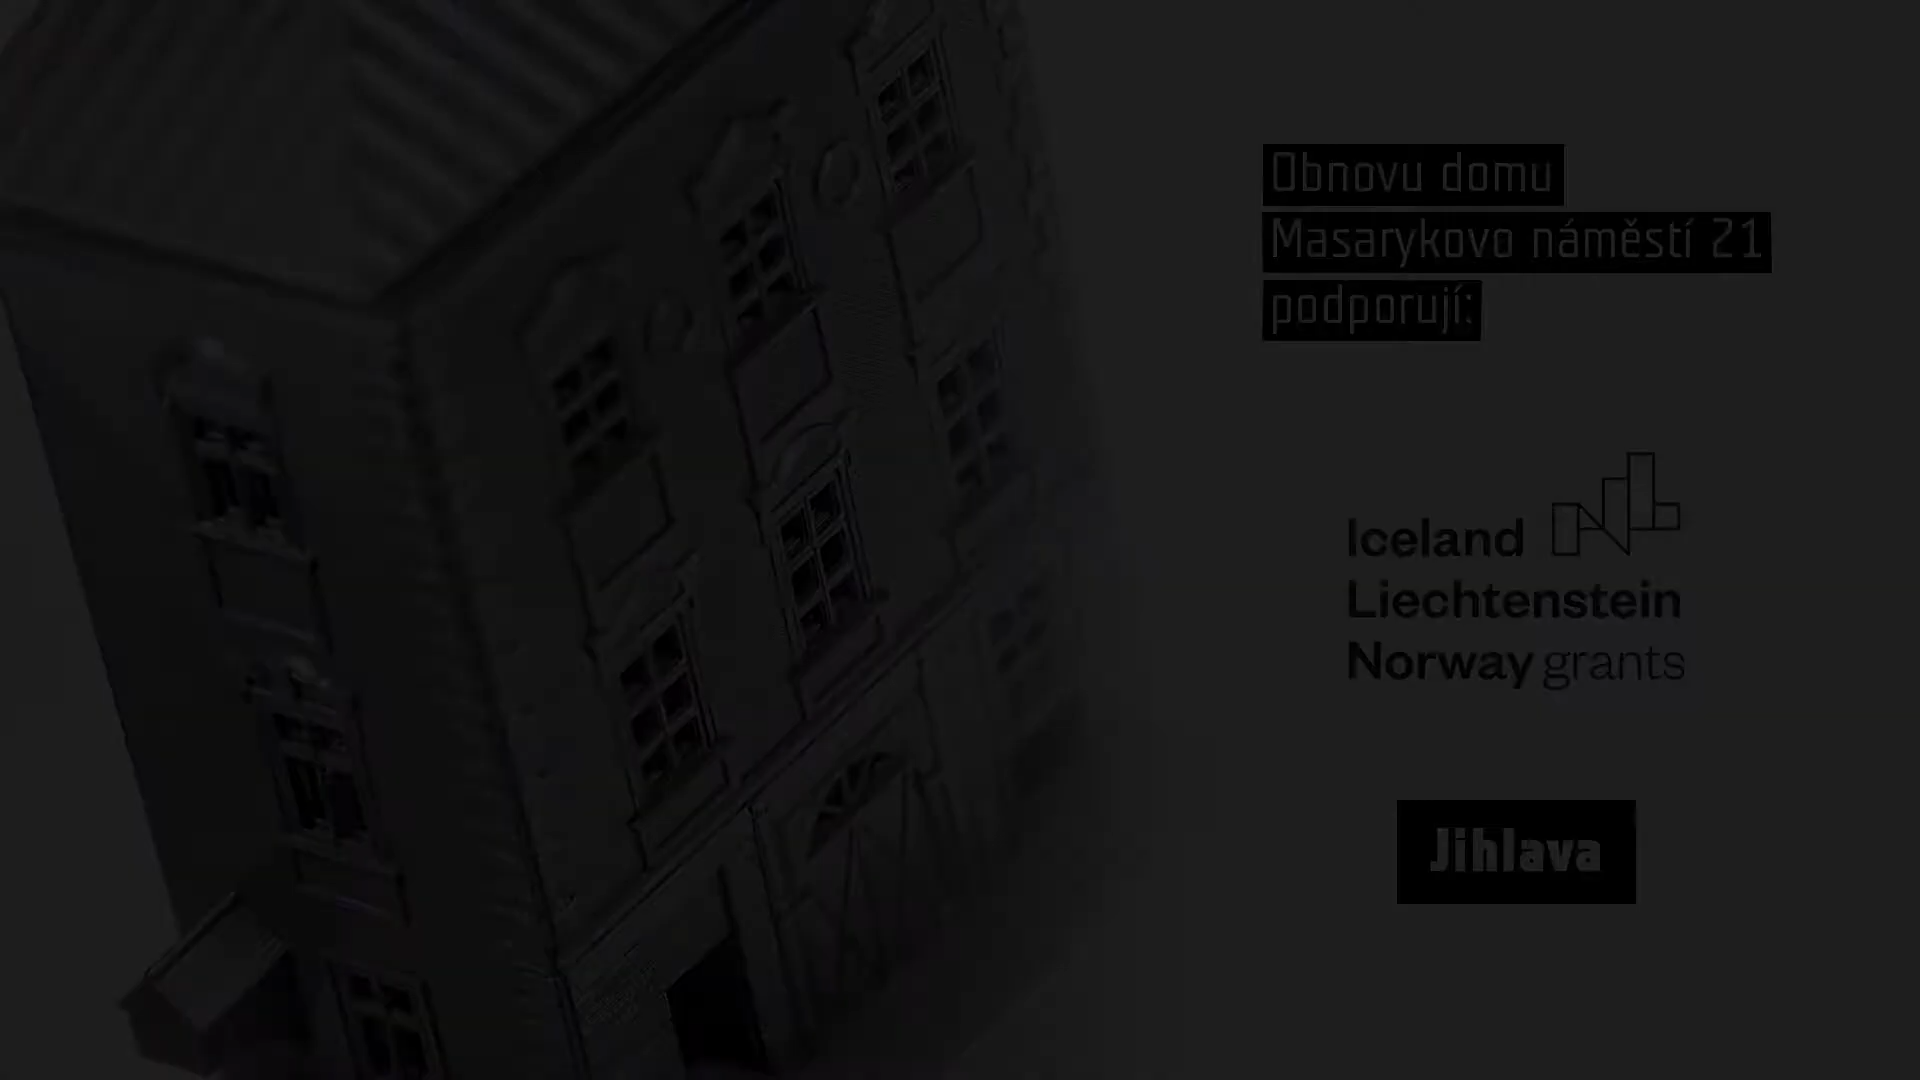 Obnovu domu
Masarykovo náměstí 21
podporují:
Iceland
Liechtenstein
Norway grants
Jihlava